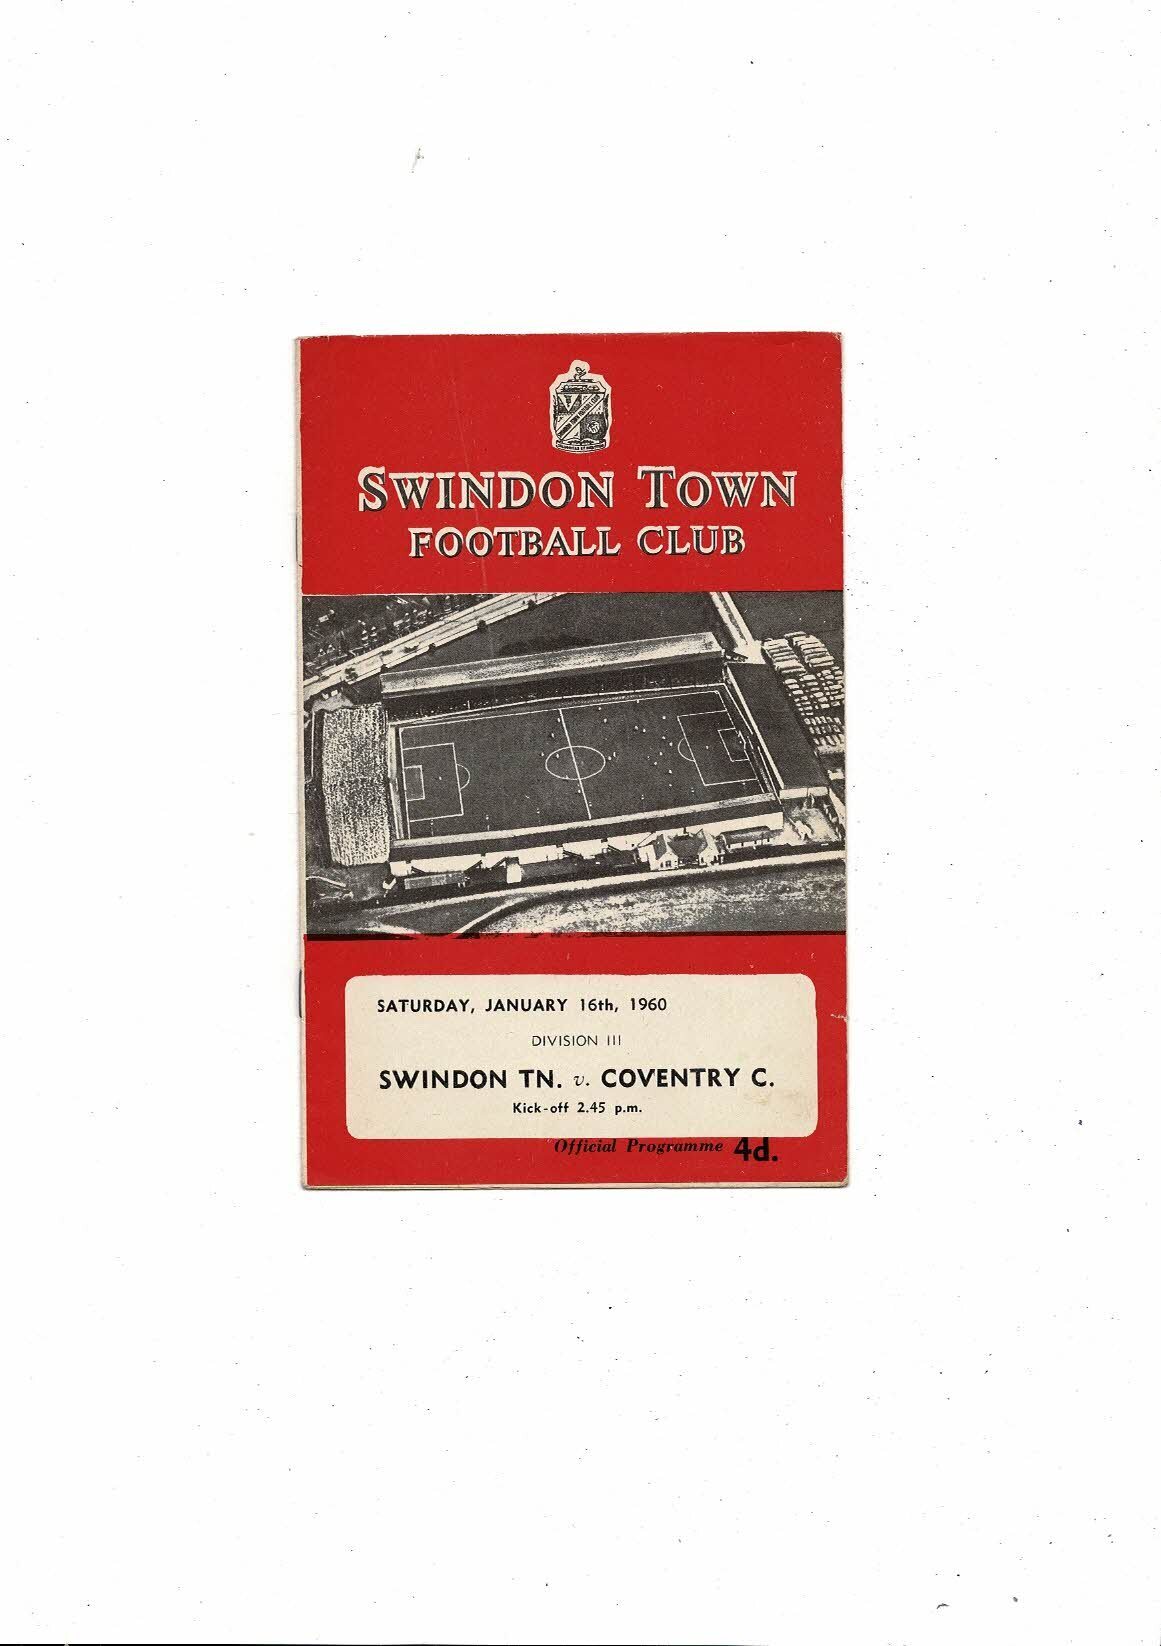 SWINDON TOWN
FOOTBALL CLUB
SATURDAY, JANUARY 16th, 1960
DIVISION III
SWINDON TN. v. COVENTRY C.
Kick-off 2.45 p.m.
Official Programme 4d.